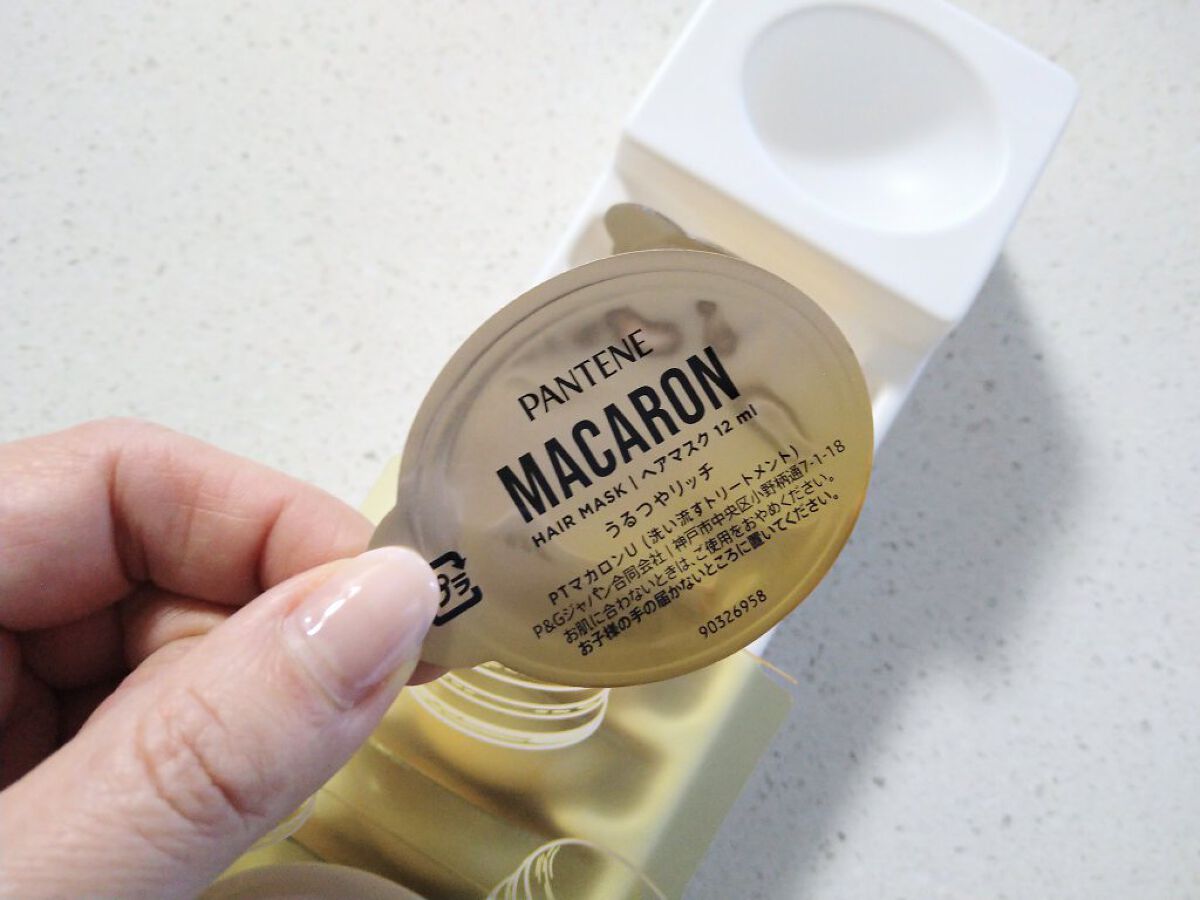 PANTENE
MACARON
HAIR MASK | ヘアマスク 12 ml
うるつやリッチ
PTマカロンU(洗い流すトリートメント)
P&Gジャパン合同会社 | 神戸市中央区小野柄通7-1-18
お肌に合わないときは、ご使用をおやめください。
お子様の手の届かないところに置いてください。
90326958
プラ